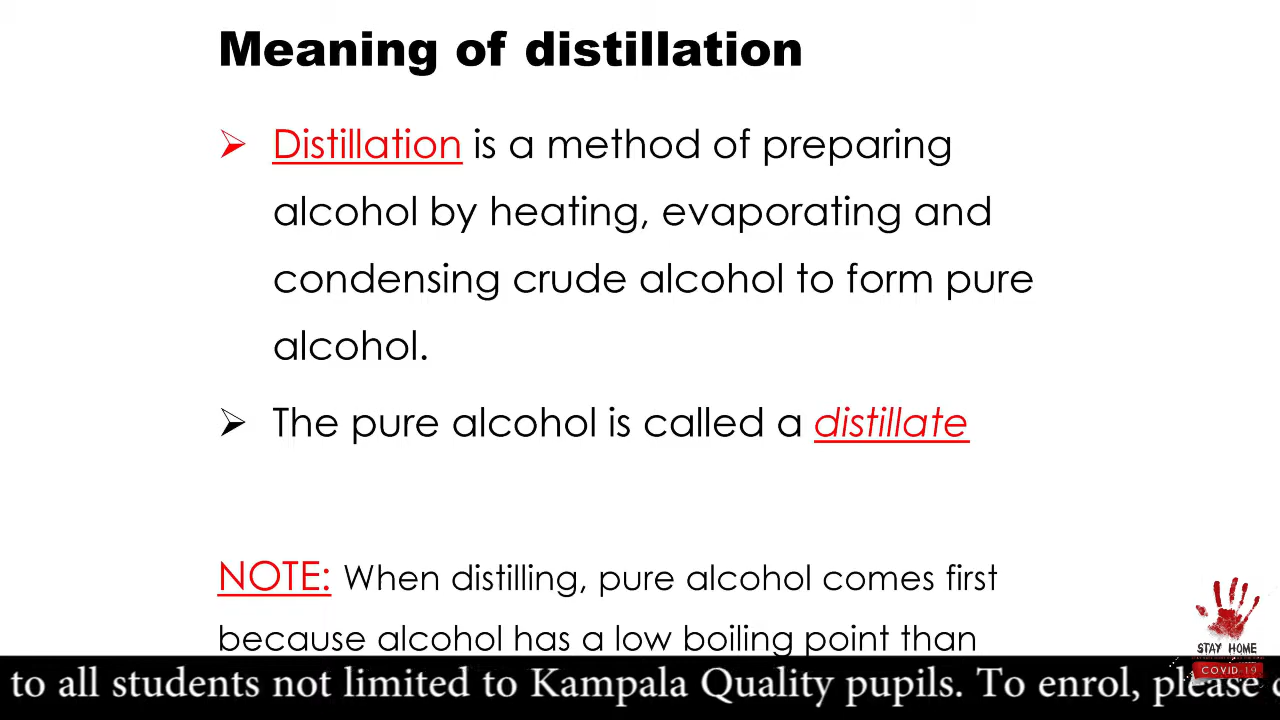 Meaning of distillation
Distillation is a method of preparing
alcohol by heating, evaporating and
condensing crude alcohol to form pure
alcohol.
The pure alcohol is called a distillate
NOTE: When distilling, pure alcohol comes first
because alcohol has a low boiling point than
STAY HOME
COVID-19
to all students not limited to Kampala Quality pupils. To enrol, please